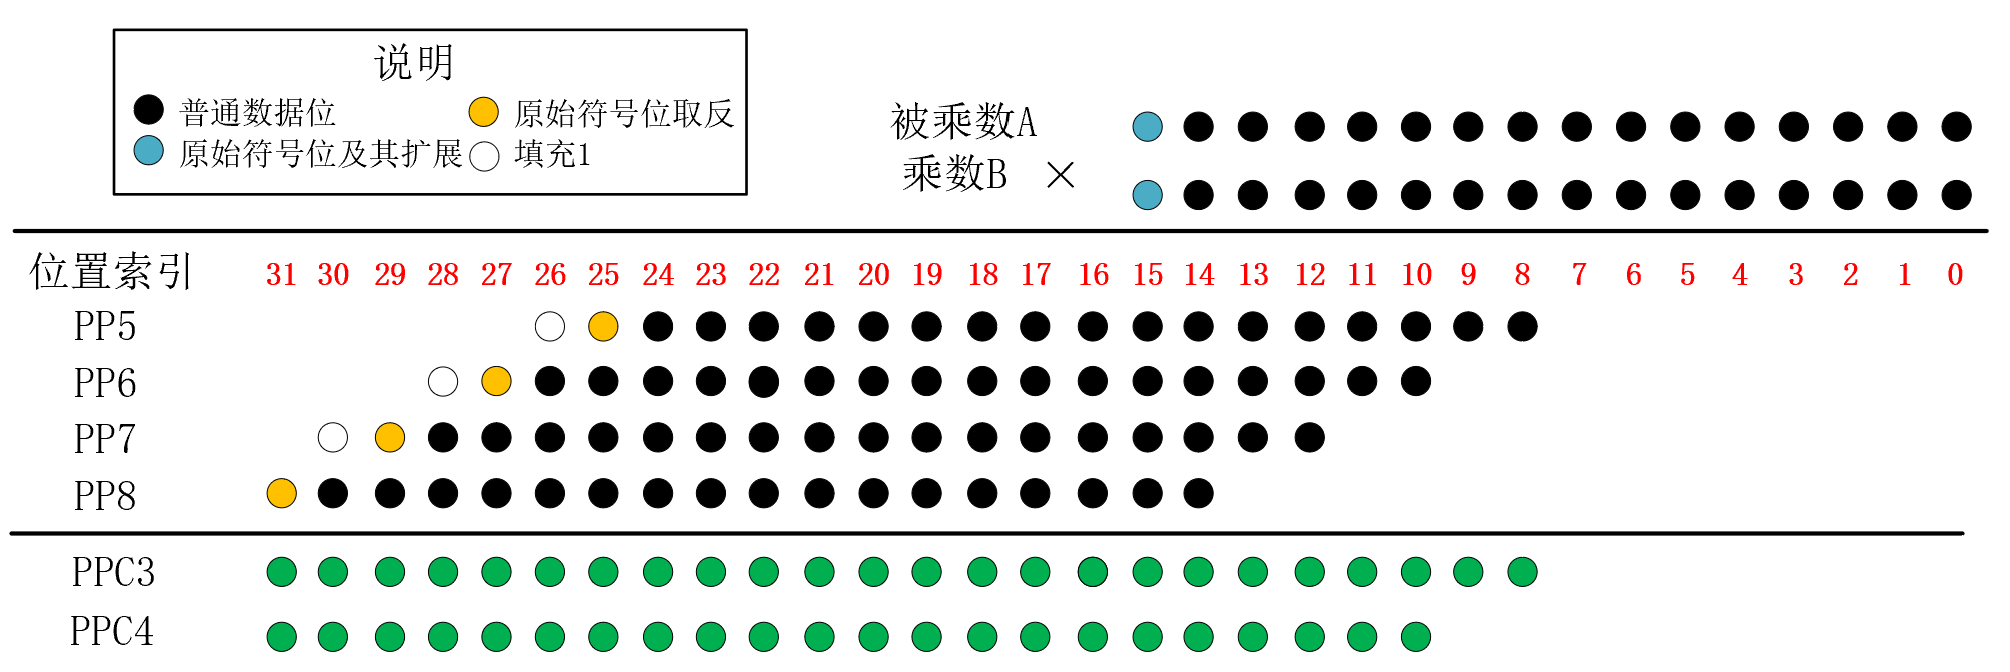 说明
普通数据位 原始符号位取反
原始符号位及其扩展 填充1
被乘数A
乘数B ×
位置索引 31 30 29 28 27 26 25 24 23 22 21 20 19 18 17 16 15 14 13 12 11 10 9 8 7 6 5 4 3 2 1 0
PP5
PP6
PP7
PP8
PPC3
PPC4